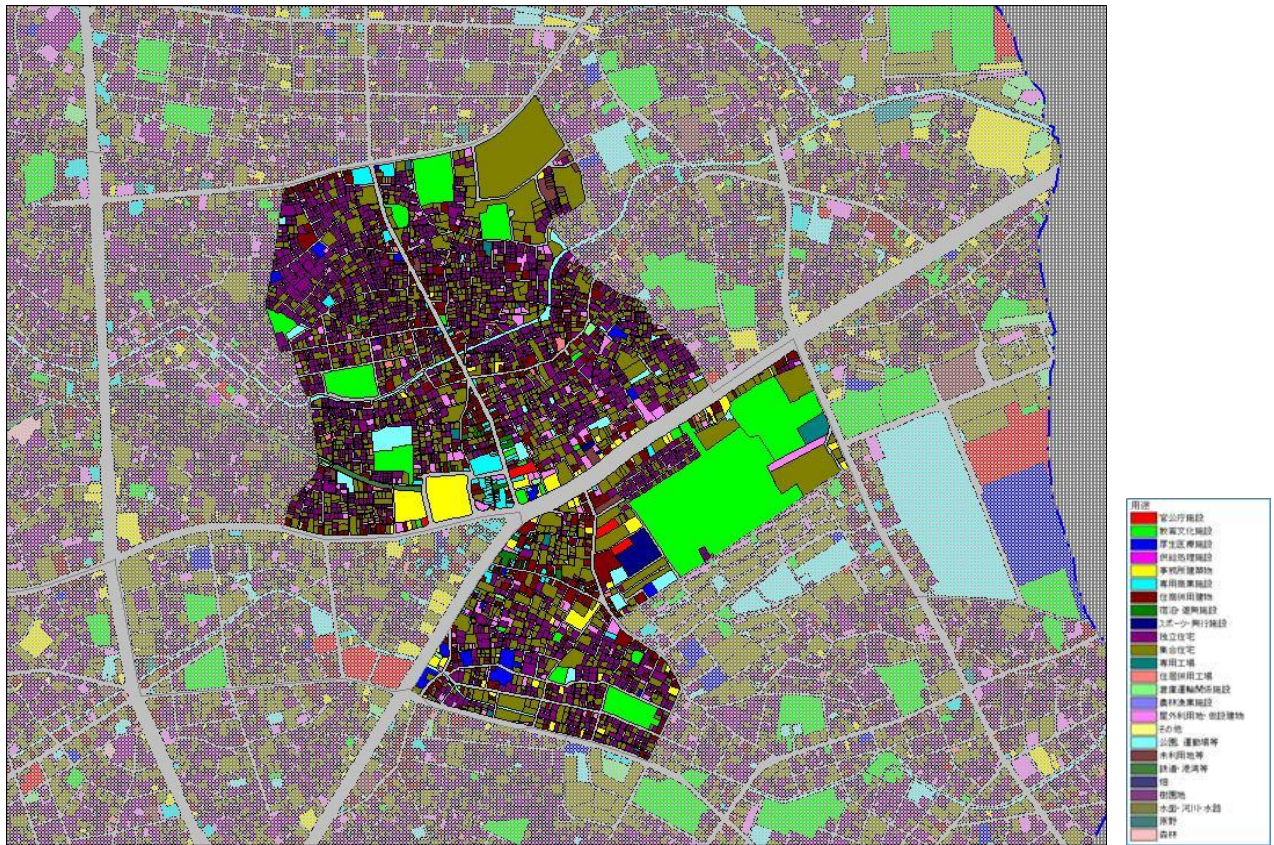 用途
官公庁施設
教育文化施設
厚生医療施設
供給処理施設
事務所建築物
専用商業施設
住商併用建物
宿泊・遊興施設
スポーツ・興行施設
独立住宅
集合住宅
専用工場
住居併用工場
倉庫運輸関係施設
農林漁業施設
屋外利用地・仮設建物
その他
公園、運動場等
未利用地等
鉄道・港湾等
畑
樹園地
水面・河川・水路
原野
森林